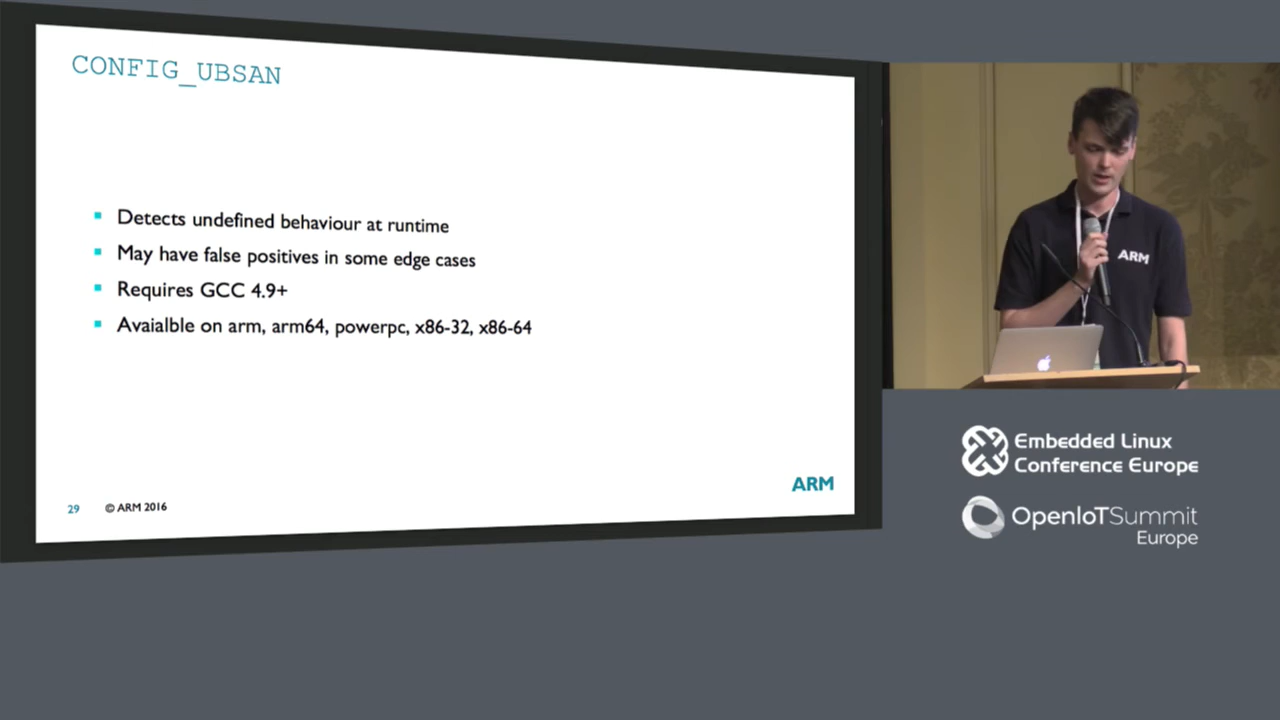 CONFIG_UBSAN
Detects undefined behaviour at runtime
May have false positives in some edge cases
Requires GCC 4.9+
Avaialble on arm, arm64, powerpc, x86-32, x86-64
ARM
29 © ARM 2016
ARM
Embedded Linux
Conference Europe
OpenIoTSummit
Europe